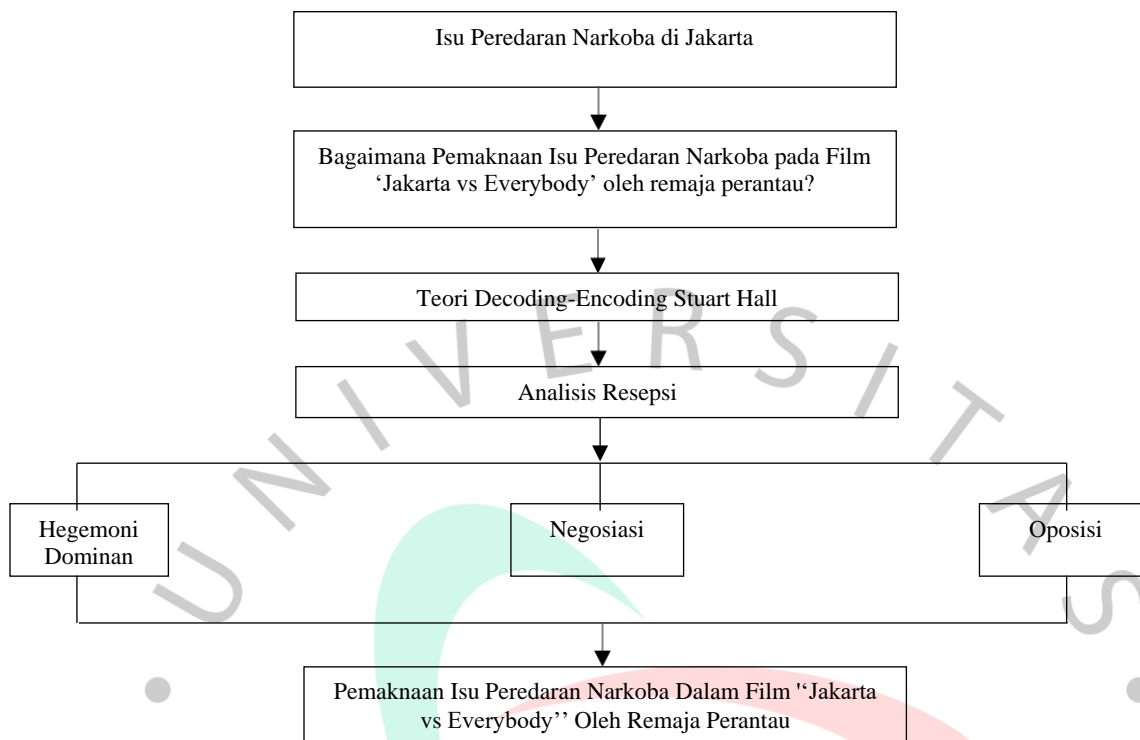 Isu Peredaran Narkoba di Jakarta
Bagaimana Pemaknaan Isu Peredaran Narkoba pada Film
‘Jakarta vs Everybody’ oleh remaja perantau?
Teori Decoding-Encoding Stuart Hall
Analisis Resepsi
Hegemoni
Dominan
Negosiasi
Oposisi
Pemaknaan Isu Peredaran Narkoba Dalam Film "‘Jakarta
vs Everybody’’ Oleh Remaja Perantau
• UNIVERSITAS •